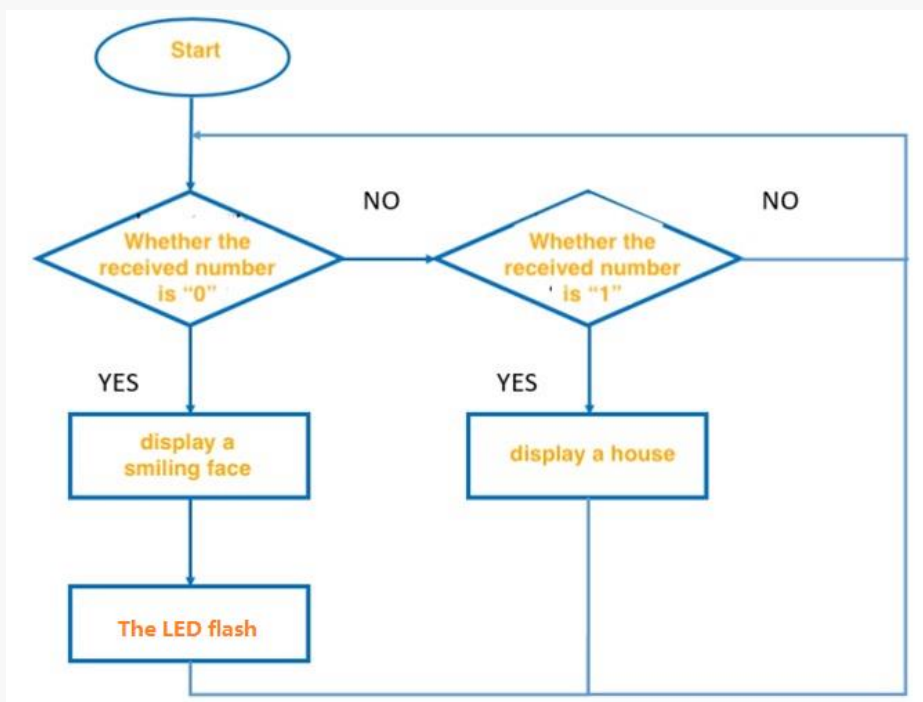 Start
NO
NO
Whether the
received number
is “0”
Whether the
received number
is “1”
YES
YES
display a
smiling face
display a house
The LED flash